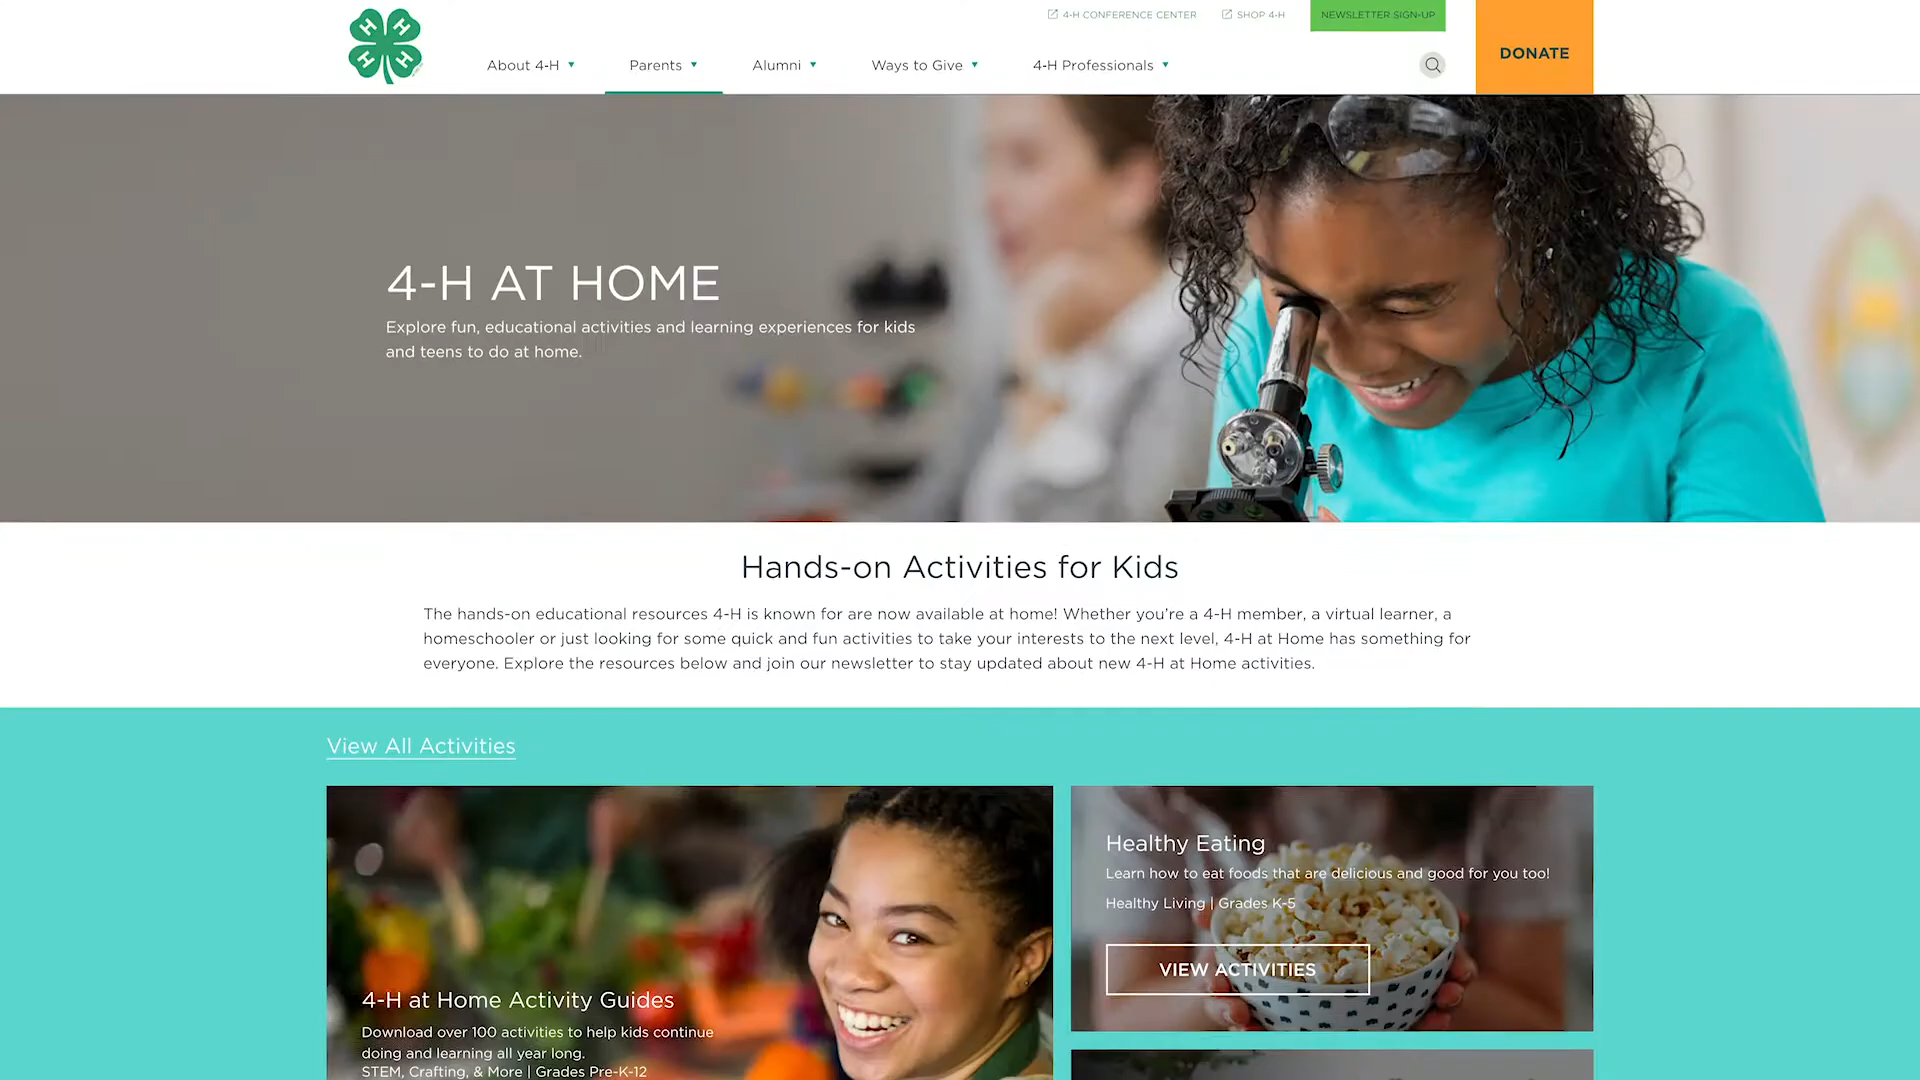 4-H CONFERENCE CENTER
SHOP 4-H
NEWSLETTER SIGN-UP
DONATE
H H
H H
About 4-H
Parents
Alumni
Ways to Give
4-H Professionals
4-H AT HOME
Explore fun, educational activities and learning experiences for kids
and teens to do at home.
Hands-on Activities for Kids
The hands-on educational resources 4-H is known for are now available at home! Whether you’re a 4-H member, a virtual learner, a
homeschooler or just looking for some quick and fun activities to take your interests to the next level, 4-H at Home has something for
everyone. Explore the resources below and join our newsletter to stay updated about new 4-H at Home activities.
View All Activities
4-H at Home Activity Guides
Download over 100 activities to help kids continue
doing and learning all year long.
STEM, Crafting, & More | Grades Pre-K-12
Healthy Eating
Learn how to eat foods that are delicious and good for you too!
Healthy Living | Grades K-5
VIEW ACTIVITIES